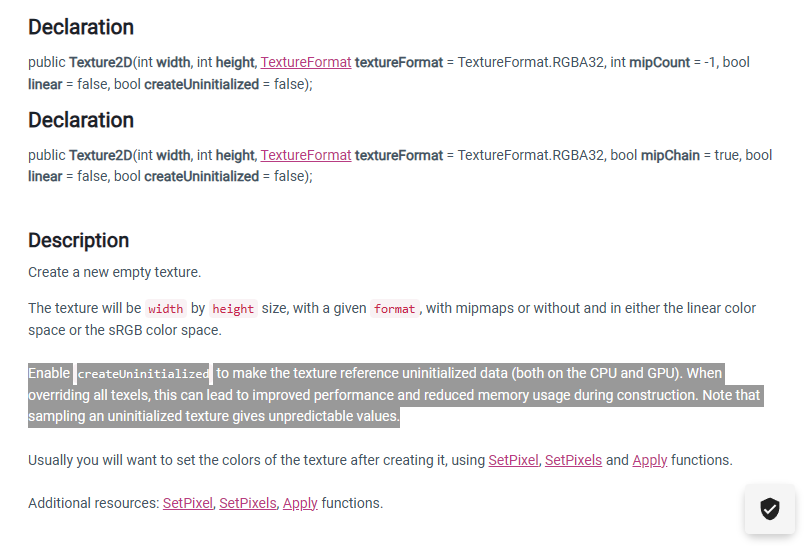 Declaration
public Texture2D(int width, int height, TextureFormat textureFormat = TextureFormat.RGBA32, int mipCount = -1, bool
linear = false, bool createUninitialized = false);
Declaration
public Texture2D(int width, int height, TextureFormat textureFormat = TextureFormat.RGBA32, bool mipChain = true, bool
linear = false, bool createUninitialized = false);
Description
Create a new empty texture.
The texture will be width by height size, with a given format, with mipmaps or without and in either the linear color
space or the sRGB color space.
Enable createUninitialized to make the texture reference uninitialized data (both on the CPU and GPU). When
overriding all texels, this can lead to improved performance and reduced memory usage during construction. Note that
sampling an uninitialized texture gives unpredictable values.
Usually you will want to set the colors of the texture after creating it, using SetPixel, SetPixels and Apply functions.
Additional resources: SetPixel, SetPixels, Apply functions.